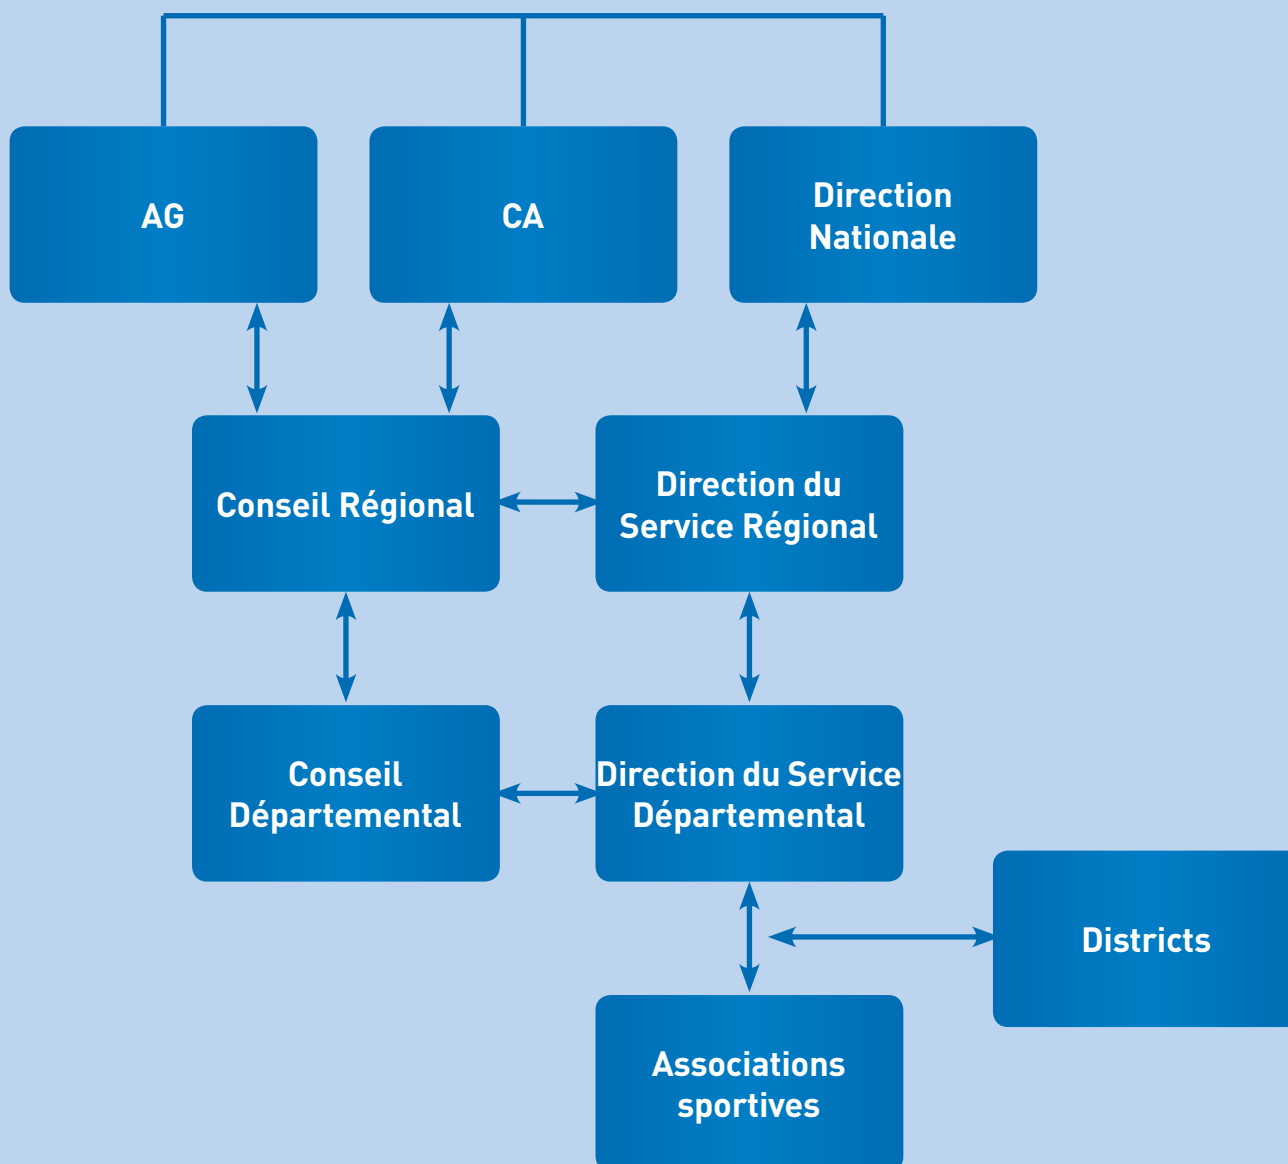 AG
CA
Direction
Nationale
Conseil Régional
Direction du
Service Régional
Conseil
Départemental
Direction du Service
Départemental
Districts
Associations
sportives